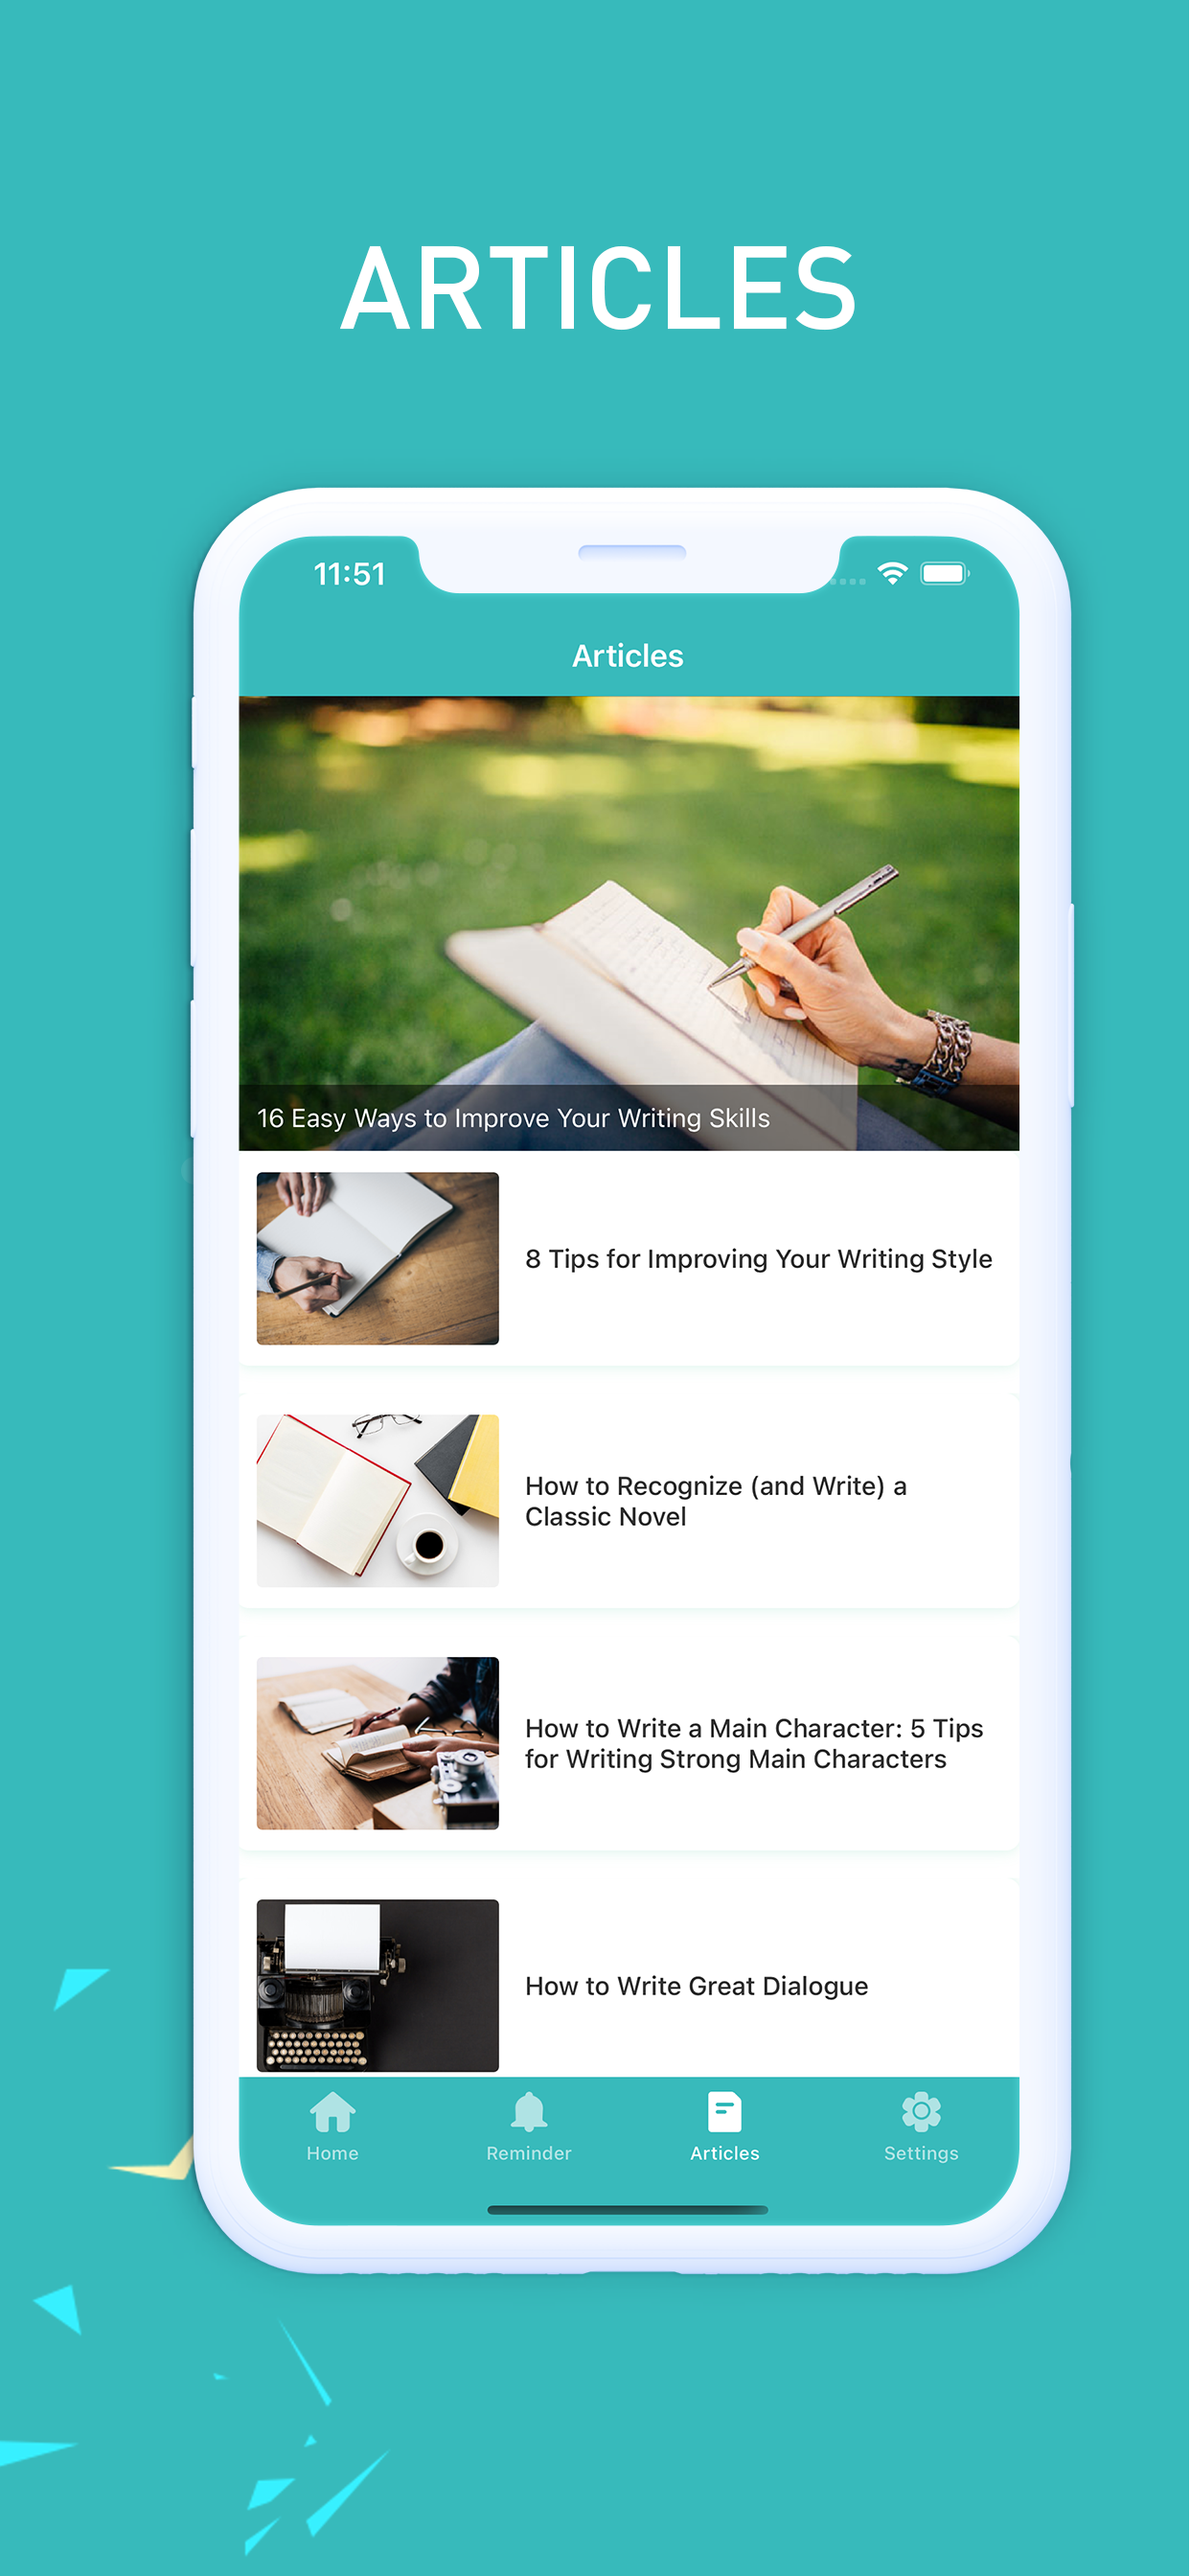 ARTICLES
11:51
Articles
16 Easy Ways to Improve Your Writing Skills
8 Tips for Improving Your Writing Style
How to Recognize (and Write) a
Classic Novel
How to Write a Main Character: 5 Tips
for Writing Strong Main Characters
How to Write Great Dialogue
Home
Reminder
Articles
Settings